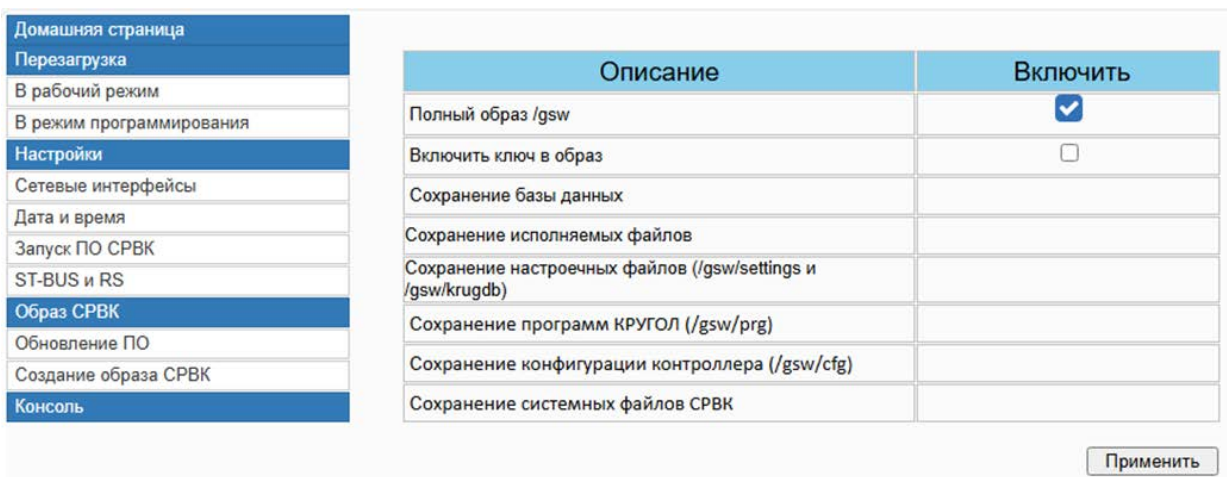 Домашняя страница
Перезагрузка
В рабочий режим
В режим программирования
Настройки
Сетевые интерфейсы
Дата и время
Запуск ПО СРВК
ST-BUS и RS
Образ СРВК
Обновление ПО
Создание образа СРВК
Консоль
Описание Включить
Полный образ /gsw
Включить ключ в образ
Сохранение базы данных
Сохранение исполняемых файлов
Сохранение настроечных файлов (/gsw/settings и
/gsw/krugdb)
Сохранение программ КРУГОЛ (/gsw/prg)
Сохранение конфигурации контроллера (/gsw/cfg)
Сохранение системных файлов СРВК
Применить